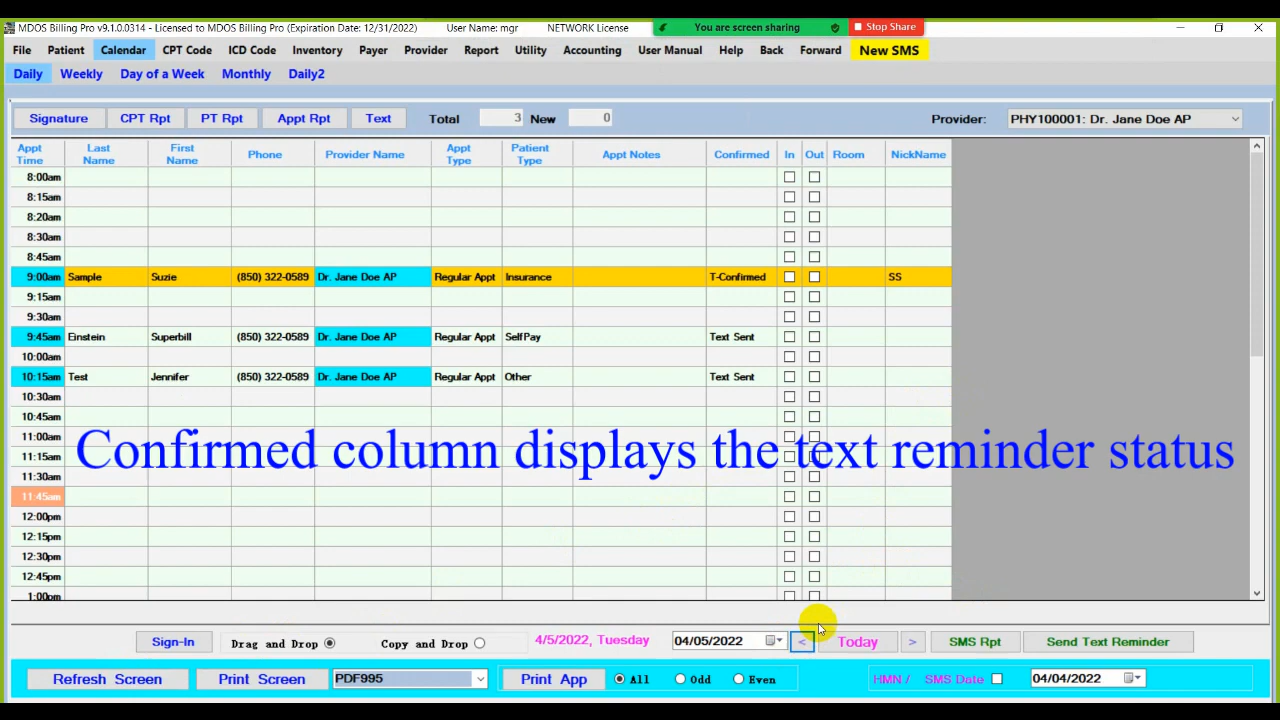 MDOS Billing Pro v9.1.0.0314 - Licensed to MDOS Billing Pro (Expiration Date: 12/31/2022) User Name: mgr NETWORK License You are screen sharing Stop Share
File Patient Calendar CPT Code ICD Code Inventory Payer Provider Report Utility Accounting User Manual Help Back Forward New SMS
Daily Weekly Day of a Week Monthly Daily2
Signature CPT Rpt PT Rpt Appt Rpt Text Total 3 New 0 Provider: PHY100001: Dr. Jane Doe AP
Appt Time Last Name First Name Phone Provider Name Appt Type Patient Type Appt Notes Confirmed In Out Room NickName
8:00am
8:15am
8:20am
8:30am
8:45am
9:00am Sample Suzie (850) 322-0589 Dr. Jane Doe AP Regular Appt Insurance T-Confirmed SS
9:15am
9:30am
9:45am Einstein Superbill (850) 322-0589 Dr. Jane Doe AP Regular Appt SelfPay Text Sent
10:00am
10:15am Test Jennifer (850) 322-0589 Dr. Jane Doe AP Regular Appt Other Text Sent
10:30am
10:45am
11:00am
Confirmed column displays the text reminder status
11:15am
11:30am
11:45am
12:00pm
12:15pm
12:30pm
12:45pm
1:00pm
Sign-In Drag and Drop Copy and Drop 4/5/2022, Tuesday 04/05/2022 < Today > SMS Rpt Send Text Reminder
Refresh Screen Print Screen PDF995 Print App All Odd Even HMN / SMS Date 04/04/2022